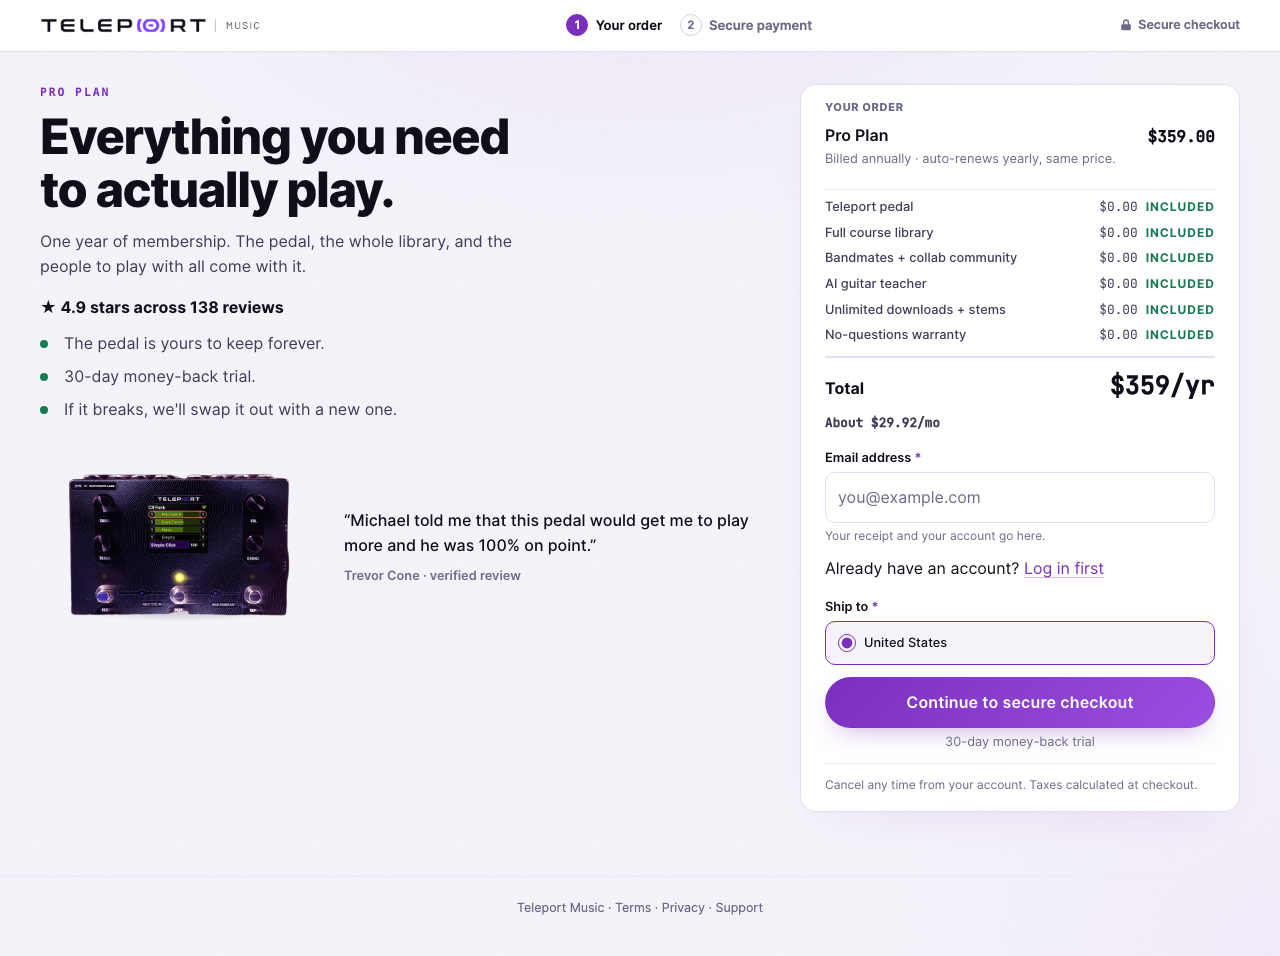 TELEPORT MUSIC
1 Your order 2 Secure payment
Secure checkout
PRO PLAN
Everything you need
to actually play.
One year of membership. The pedal, the whole library, and the
people to play with all come with it.
★ 4.9 stars across 138 reviews
The pedal is yours to keep forever.
30-day money-back trial.
If it breaks, we'll swap it out with a new one.
TELEPORT
“Michael told me that this pedal would get me to play
more and he was 100% on point.”
Trevor Cone · verified review
YOUR ORDER
Pro Plan $359.00
Billed annually · auto-renews yearly, same price.
Teleport pedal $0.00 INCLUDED
Full course library $0.00 INCLUDED
Bandmates + collab community $0.00 INCLUDED
AI guitar teacher $0.00 INCLUDED
Unlimited downloads + stems $0.00 INCLUDED
No-questions warranty $0.00 INCLUDED
Total $359/yr
About $29.92/mo
Email address *
you@example.com
Your receipt and your account go here.
Already have an account? Log in first
Ship to *
United States
Continue to secure checkout
30-day money-back trial
Cancel any time from your account. Taxes calculated at checkout.
Teleport Music · Terms · Privacy · Support